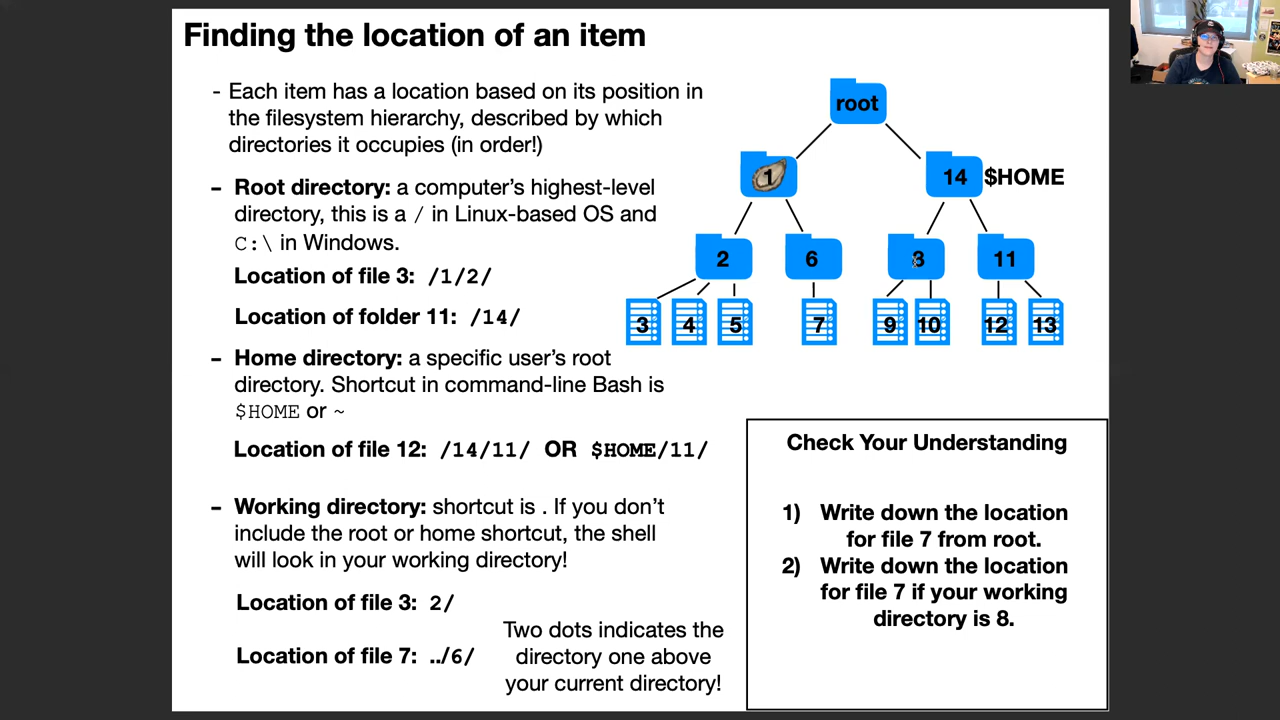 Finding the location of an item
- Each item has a location based on its position in
the filesystem hierarchy, described by which
directories it occupies (in order!)
- Root directory: a computer's highest-level
directory, this is a / in Linux-based OS and
C:\ in Windows.
Location of file 3: /1/2/
Location of folder 11: /14/
- Home directory: a specific user's root
directory. Shortcut in command-line Bash is
$HOME or ~
Location of file 12: /14/11/ OR $HOME/11/
- Working directory: shortcut is . If you don't
include the root or home shortcut, the shell
will look in your working directory!
Location of file 3: 2/
Location of file 7: ../6/
Two dots indicates the
directory one above
your current directory!
root
1
14 $HOME
2 6 8 11
3 4 5 7 9 10 12 13
Check Your Understanding
1) Write down the location
for file 7 from root.
2) Write down the location
for file 7 if your working
directory is 8.